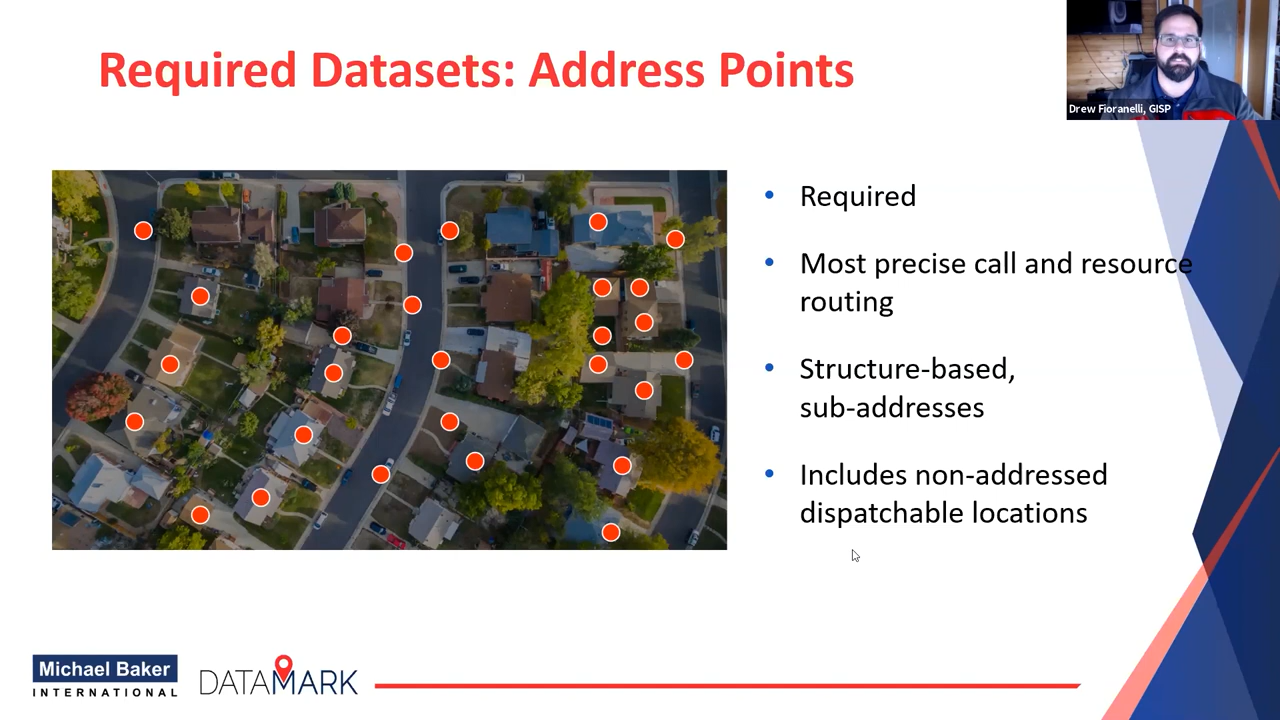 Required Datasets: Address Points
Drew Fioranelli, GISP
• Required
• Most precise call and resource
routing
• Structure-based,
sub-addresses
• Includes non-addressed
dispatchable locations
Michael Baker
INTERNATIONAL
DATAMARK